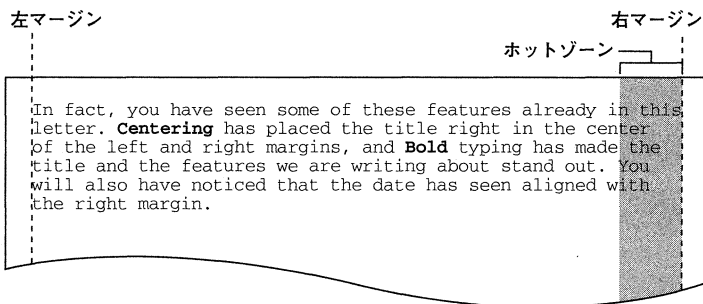 左マージン
右マージン
ホットゾーン
In fact, you have seen some of these features already in this
letter. Centering has placed the title right in the center
of the left and right margins, and Bold typing has made the
title and the features we are writing about stand out. You
will also have noticed that the date has seen aligned with
the right margin.